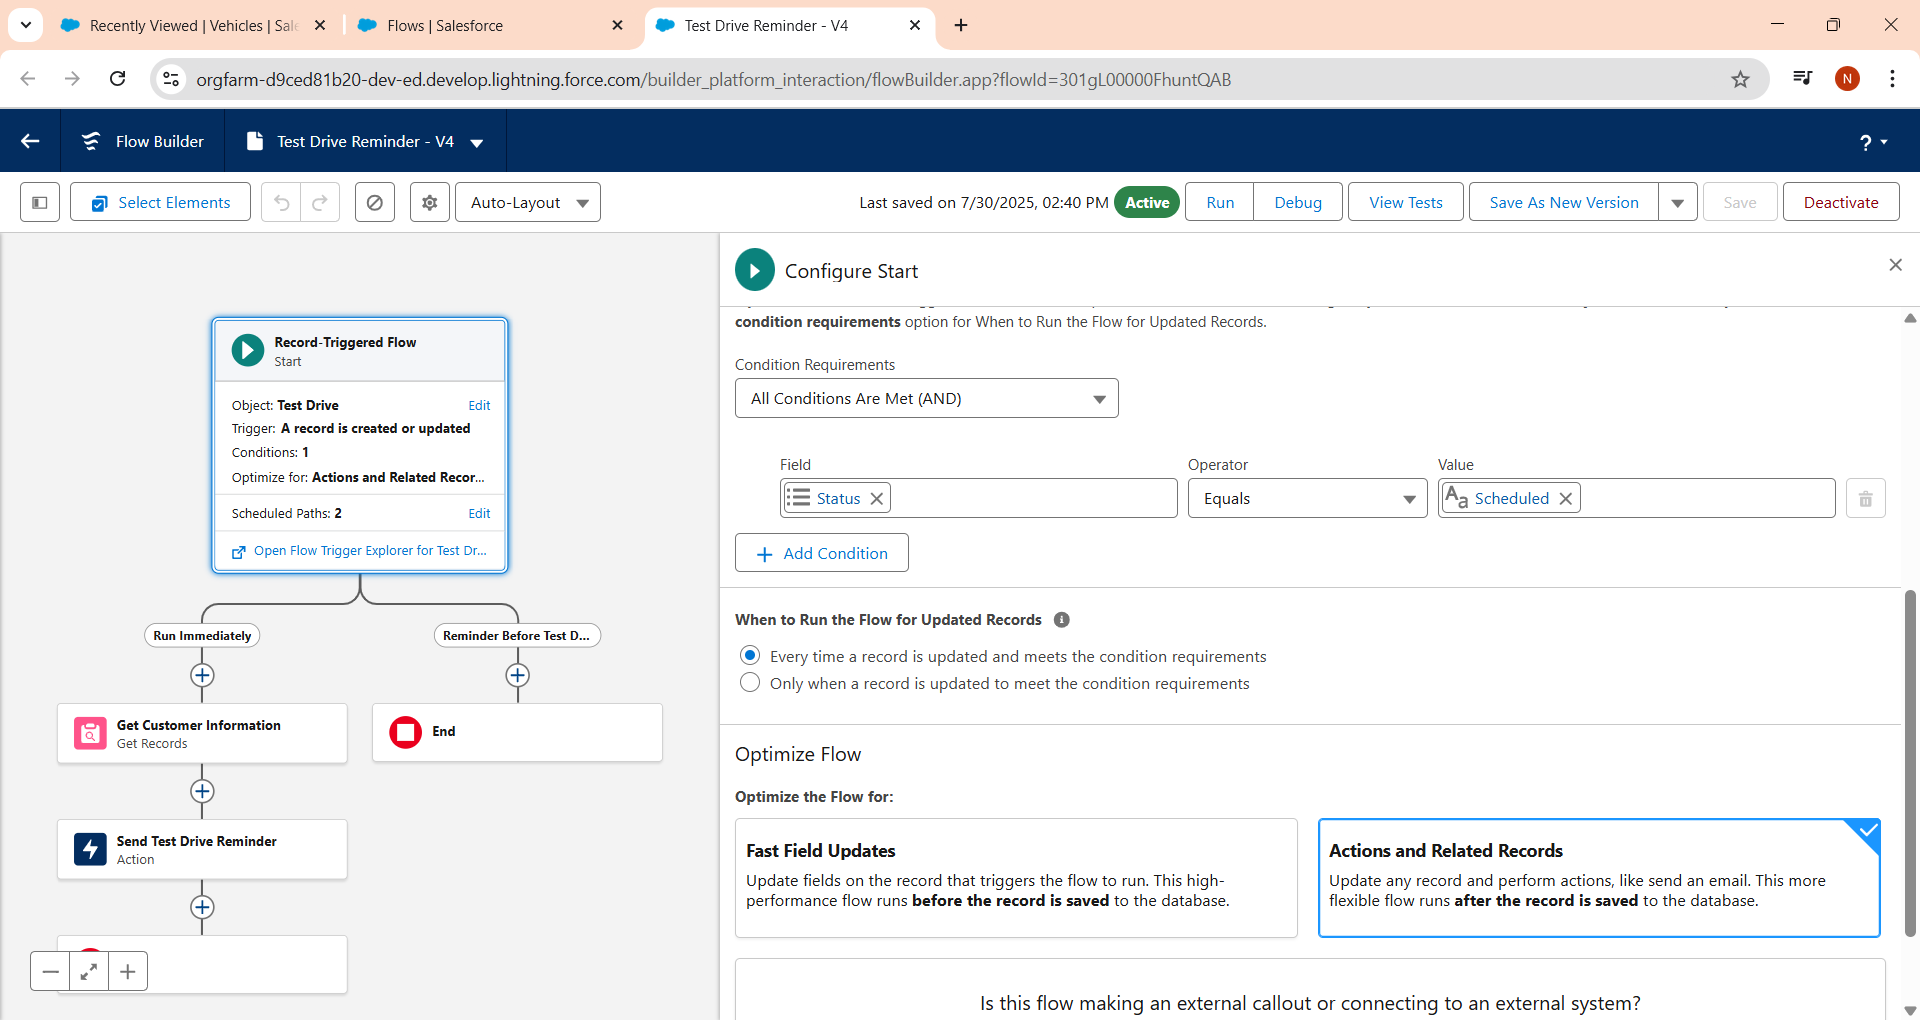 Recently Viewed | Vehicles | Sale
Flows | Salesforce
Test Drive Reminder - V4
orgfarm-d9ced81b20-dev-ed.develop.lightning.force.com/builder_platform_interaction/flowBuilder.app?flowId=301gL00000FhuntQAB
N
Flow Builder
Test Drive Reminder - V4
?
Select Elements
Auto-Layout
Last saved on 7/30/2025, 02:40 PM
Active
Run
Debug
View Tests
Save As New Version
Save
Deactivate
Record-Triggered Flow
Start
Object: Test Drive
Edit
Trigger: A record is created or updated
Conditions: 1
Optimize for: Actions and Related Recor...
Scheduled Paths: 2
Edit
Open Flow Trigger Explorer for Test Dr...
Run Immediately
Reminder Before Test D...
Get Customer Information
Get Records
End
Send Test Drive Reminder
Action
Configure Start
condition requirements option for When to Run the Flow for Updated Records.
Condition Requirements
All Conditions Are Met (AND)
Field
Operator
Value
Status
Equals
Aa Scheduled
Add Condition
When to Run the Flow for Updated Records
Every time a record is updated and meets the condition requirements
Only when a record is updated to meet the condition requirements
Optimize Flow
Optimize the Flow for:
Fast Field Updates
Update fields on the record that triggers the flow to run. This high-
performance flow runs before the record is saved to the database.
Actions and Related Records
Update any record and perform actions, like send an email. This more
flexible flow runs after the record is saved to the database.
Is this flow making an external callout or connecting to an external system?